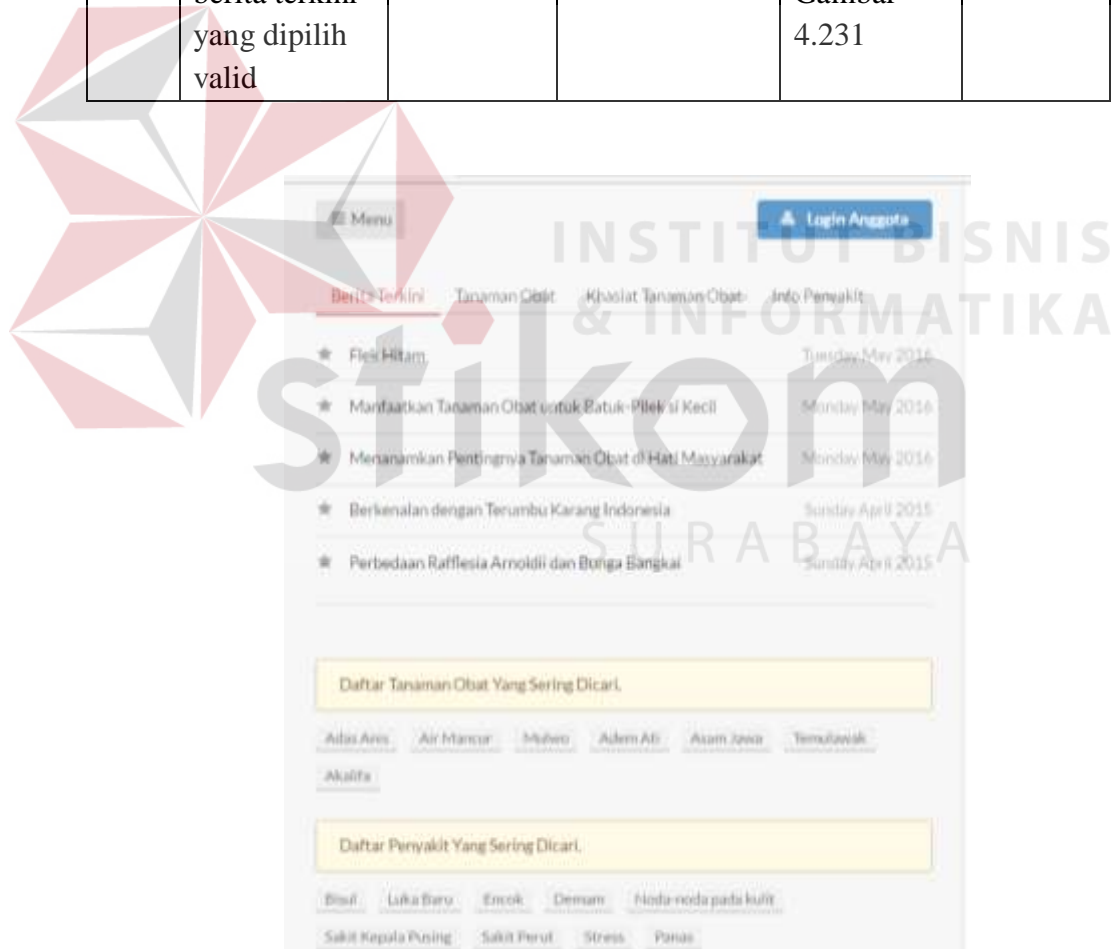 berita terkini
yang dipilih
valid
Gambar
4.231
Menu
Login Anggota
Berita Terkini Tanaman Obat Khasiat Tanaman Obat Info Penyakit
Flek Hitam Tuesday May 2016
Manfaatkan Tanaman Obat untuk Batuk-Pilek si Kecil Monday May 2016
Menanamkan Pentingnya Tanaman Obat di Hati Masyarakat Monday May 2016
Berkenalan dengan Terumbu Karang Indonesia Sunday April 2015
Perbedaan Rafflesia Arnoldii dan Bunga Bangkai Sunday April 2015
Daftar Tanaman Obat Yang Sering Dicari.
Adas Air Mancur Adem Ati Asam Jawa Temulawak
Akalifa
Daftar Penyakit Yang Sering Dicari.
Bisul Luka Baru Encok Demam Noda-noda pada kulit
Sakit Kepala Pusing Sakit Perut Stress Panas
INSTITUT BISNIS
& INFORMATIKA
stikom
SURABAYA